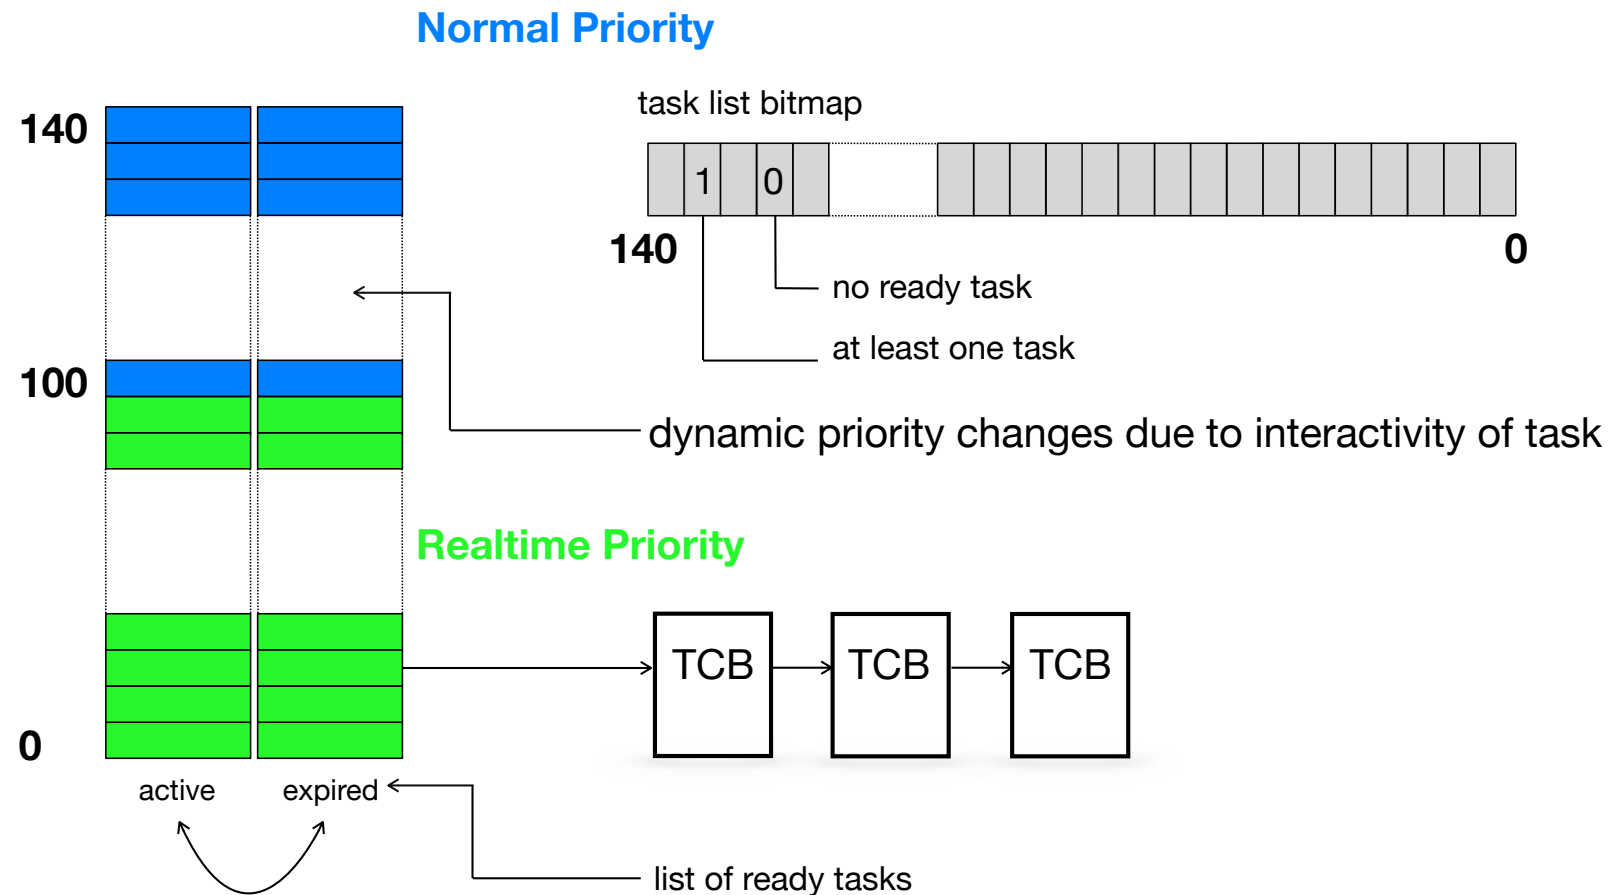 Normal Priority
task list bitmap
140
1 0
140 0
no ready task
at least one task
100
dynamic priority changes due to interactivity of task
Realtime Priority
TCB TCB TCB
0
active expired
list of ready tasks